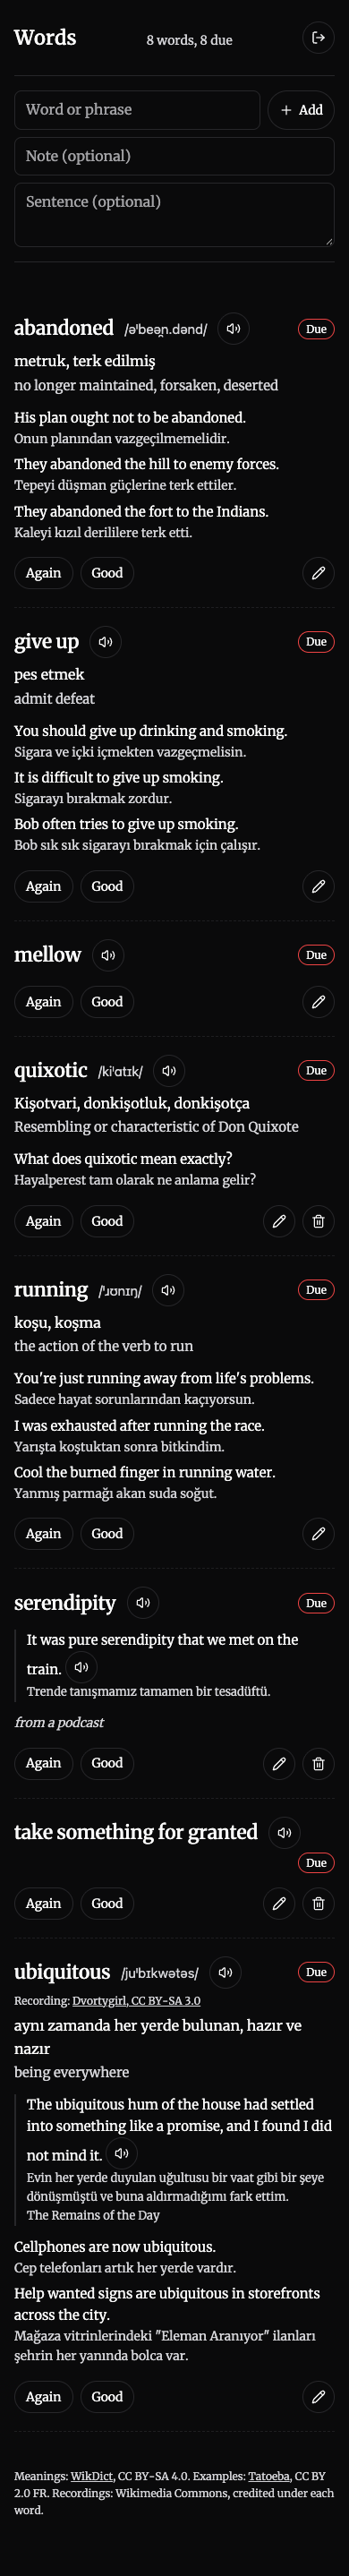 Words
8 words, 8 due
Word or phrase
Add
Note (optional)
Sentence (optional)
abandoned /əˈbeən̪.dənd/
Due
metruk, terk edilmiş
no longer maintained, forsaken, deserted
His plan ought not to be abandoned.
Onun planından vazgeçilmemelidir.
They abandoned the hill to enemy forces.
Tepeyi düşman güçlerine terk ettiler.
They abandoned the fort to the Indians.
Kaleyi kızıl derililere terk etti.
Again Good
give up
Due
pes etmek
admit defeat
You should give up drinking and smoking.
Sigara ve içki içmekten vazgeçmelisin.
It is difficult to give up smoking.
Sigarayı bırakmak zordur.
Bob often tries to give up smoking.
Bob sık sık sigarayı bırakmak için çalışır.
Again Good
mellow
Due
Again Good
quixotic /kiˈɑtɪk/
Due
Kişotvari, donkişotluk, donkişotça
Resembling or characteristic of Don Quixote
What does quixotic mean exactly?
Hayalperest tam olarak ne anlama gelir?
Again Good
running /ˈɹʊnɪŋ/
Due
koşu, koşma
the action of the verb to run
You're just running away from life's problems.
Sadece hayat sorunlarından kaçıyorsun.
I was exhausted after running the race.
Yarışta koştuktan sonra bitkindim.
Cool the burned finger in running water.
Yanmış parmağı akan suda soğut.
Again Good
serendipity
Due
It was pure serendipity that we met on the
train.
Trende tanışmamız tamamen bir tesadüftü.
from a podcast
Again Good
take something for granted
Due
Again Good
ubiquitous /juˈbɪkwətəs/
Due
Recording: Dvortygirl, CC BY-SA 3.0
aynı zamanda her yerde bulunan, hazır ve
nazır
being everywhere
The ubiquitous hum of the house had settled
into something like a promise, and I found I did
not mind it.
Evin her yerde duyulan uğultusu bir vaat gibi bir şeye
dönüşmüştü ve buna aldırmadığımı fark ettim.
The Remains of the Day
Cellphones are now ubiquitous.
Cep telefonları artık her yerde vardır.
Help wanted signs are ubiquitous in storefronts
across the city.
Mağaza vitrinlerindeki "Eleman Aranıyor" ilanları
şehrin her yanında bolca var.
Again Good
Meanings: WikDict, CC BY-SA 4.0. Examples: Tatoeba, CC BY
2.0 FR. Recordings: Wikimedia Commons, credited under each
word.